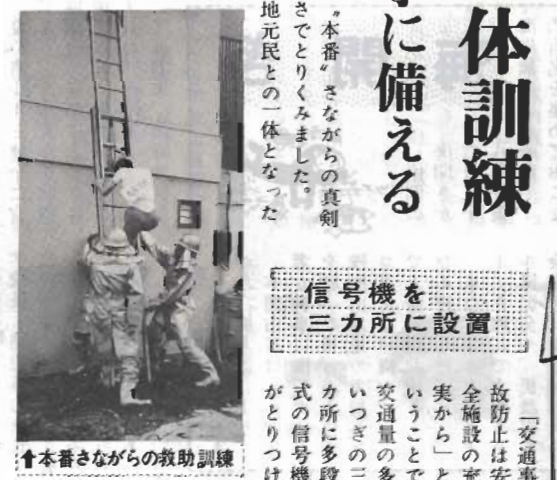 体訓練
に備える
〝本番〟さながらの真剣
さでとりくみました。
地元民との一体となった
⬆本番さながらの救助訓練
信号機を
三カ所に設置
「交通事
故防止は安
全施設の充
実から」と
いうことで
交通量の多
いつぎの三
カ所に多段
式の信号機
がとりつけ